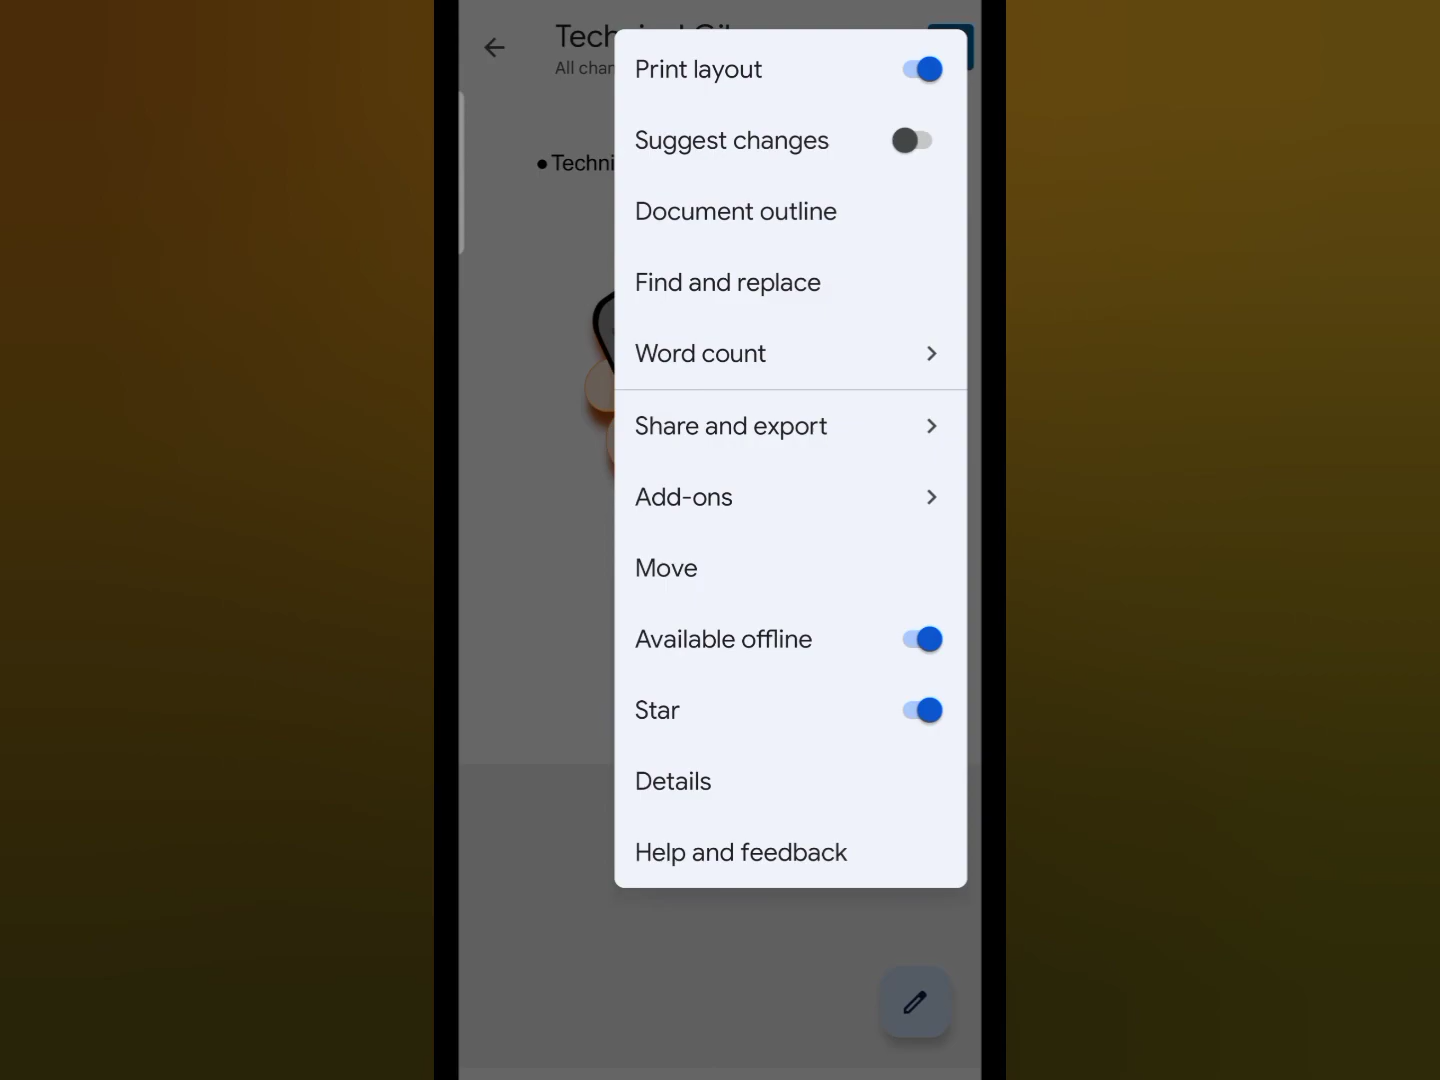 Print layout
Suggest changes
Document outline
Find and replace
Word count
Share and export
Add-ons
Move
Available offline
Star
Details
Help and feedback